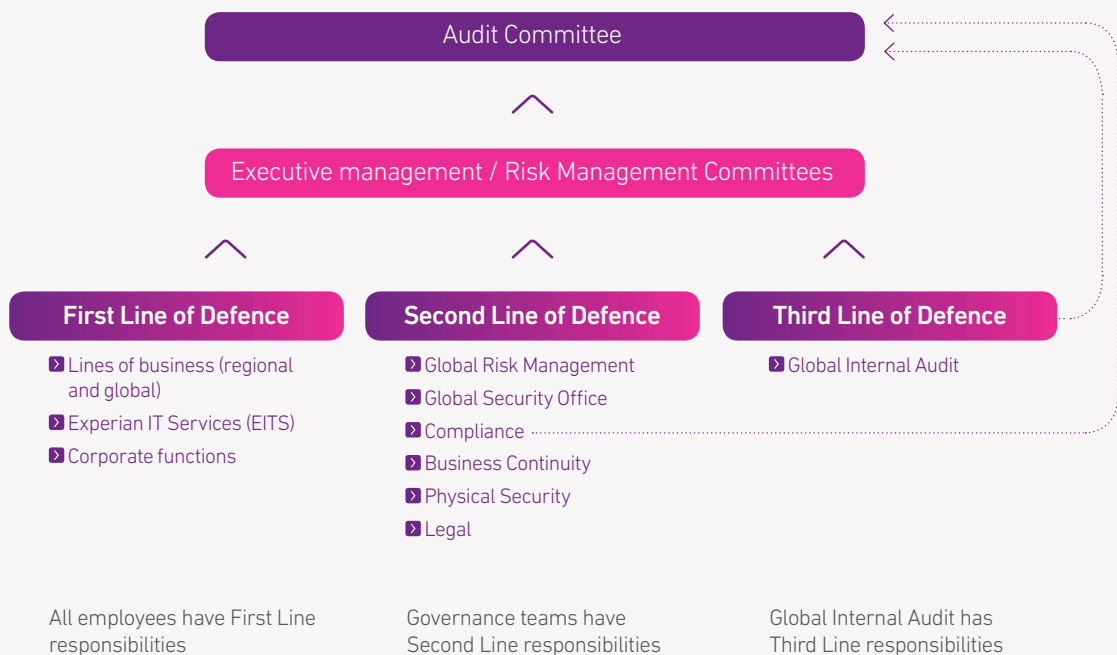 Audit Committee
Executive management / Risk Management Committees
First Line of Defence
Lines of business (regional
and global)
Experian IT Services (EITS)
Corporate functions
All employees have First Line
responsibilities
Second Line of Defence
Global Risk Management
Global Security Office
Compliance
Business Continuity
Physical Security
Legal
Governance teams have
Second Line responsibilities
Third Line of Defence
Global Internal Audit
Global Internal Audit has
Third Line responsibilities